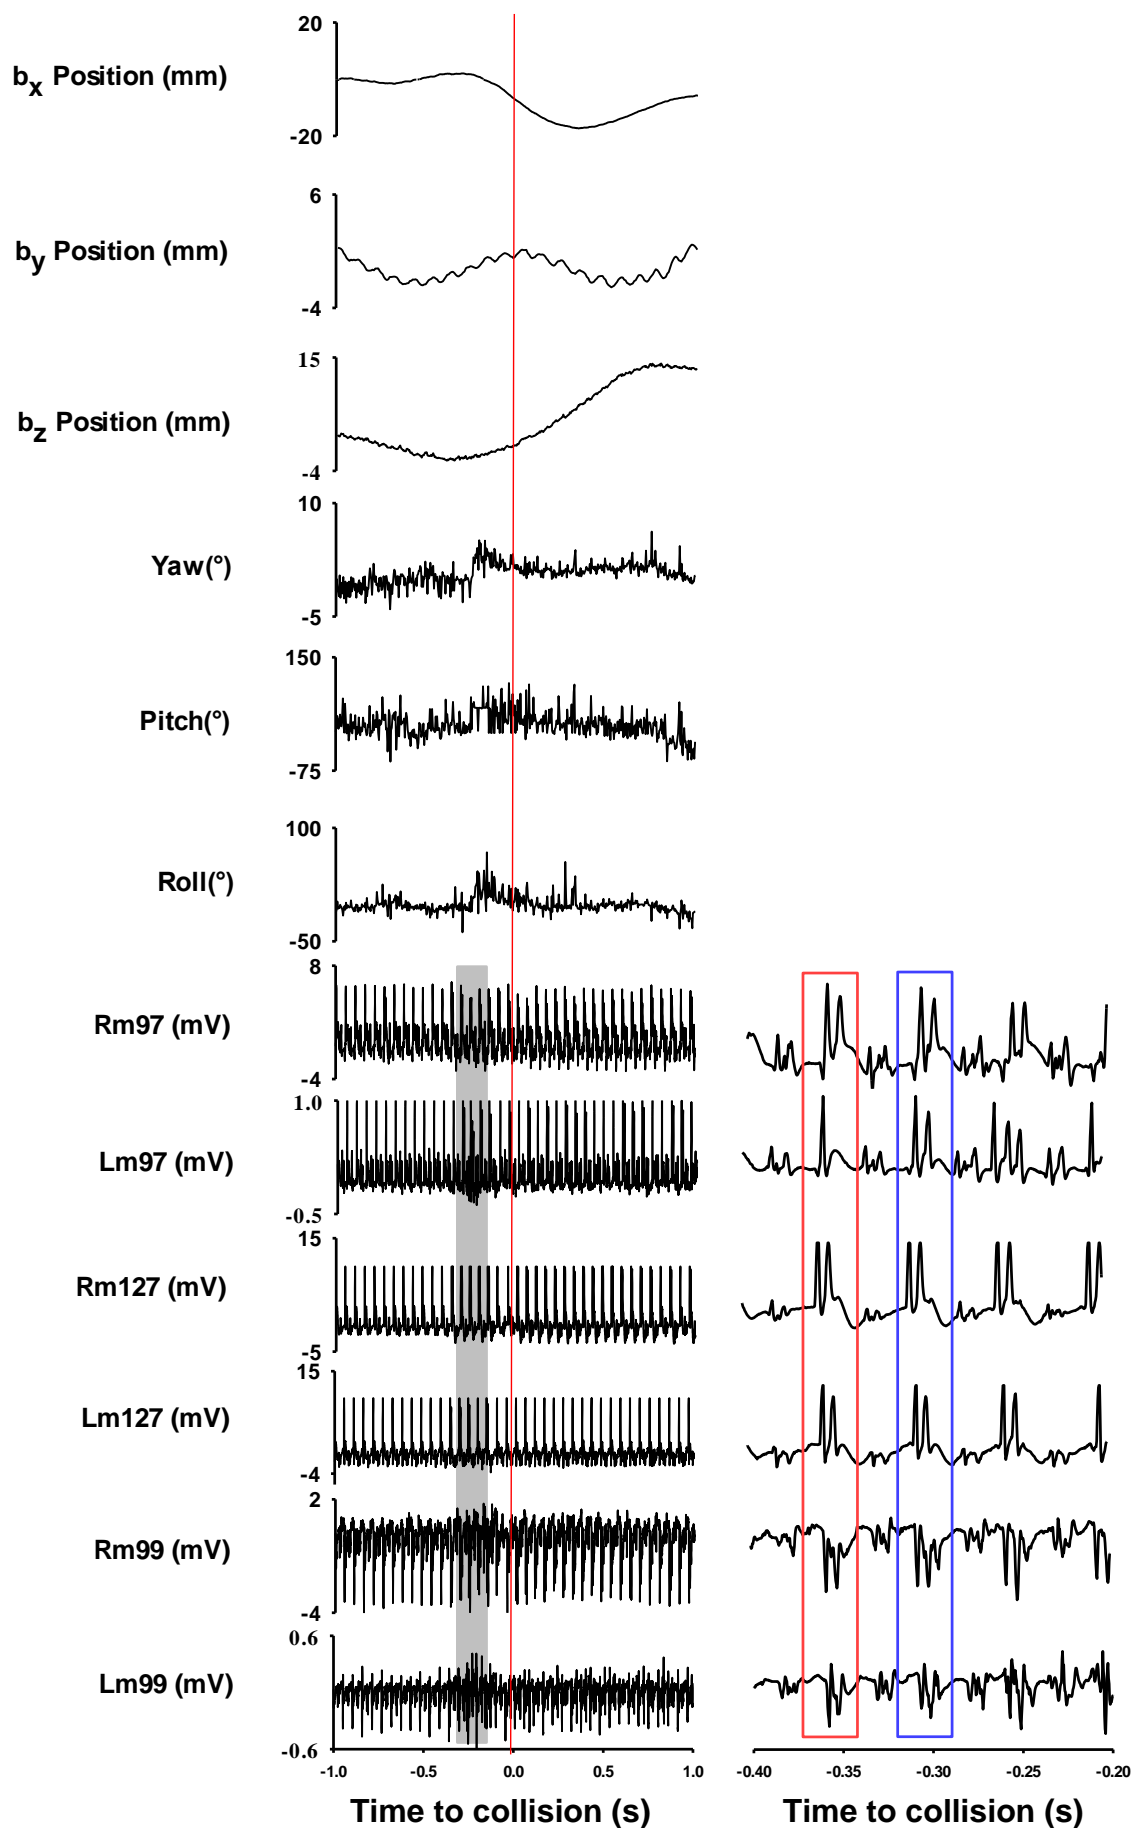 20
b_x Position (mm)
-20
6
b_y Position (mm)
-4
15
b_z Position (mm)
-4
10
Yaw(°)
-5
150
Pitch(°)
-75
100
Roll(°)
-50
8
Rm97 (mV)
-4
1.0
Lm97 (mV)
-0.5
15
Rm127 (mV)
-5
15
Lm127 (mV)
-4
2
Rm99 (mV)
-4
0.6
Lm99 (mV)
-0.6
-1.0 -0.5 0.0 0.5 1.0 -0.40 -0.35 -0.30 -0.25 -0.20
Time to collision (s) Time to collision (s)